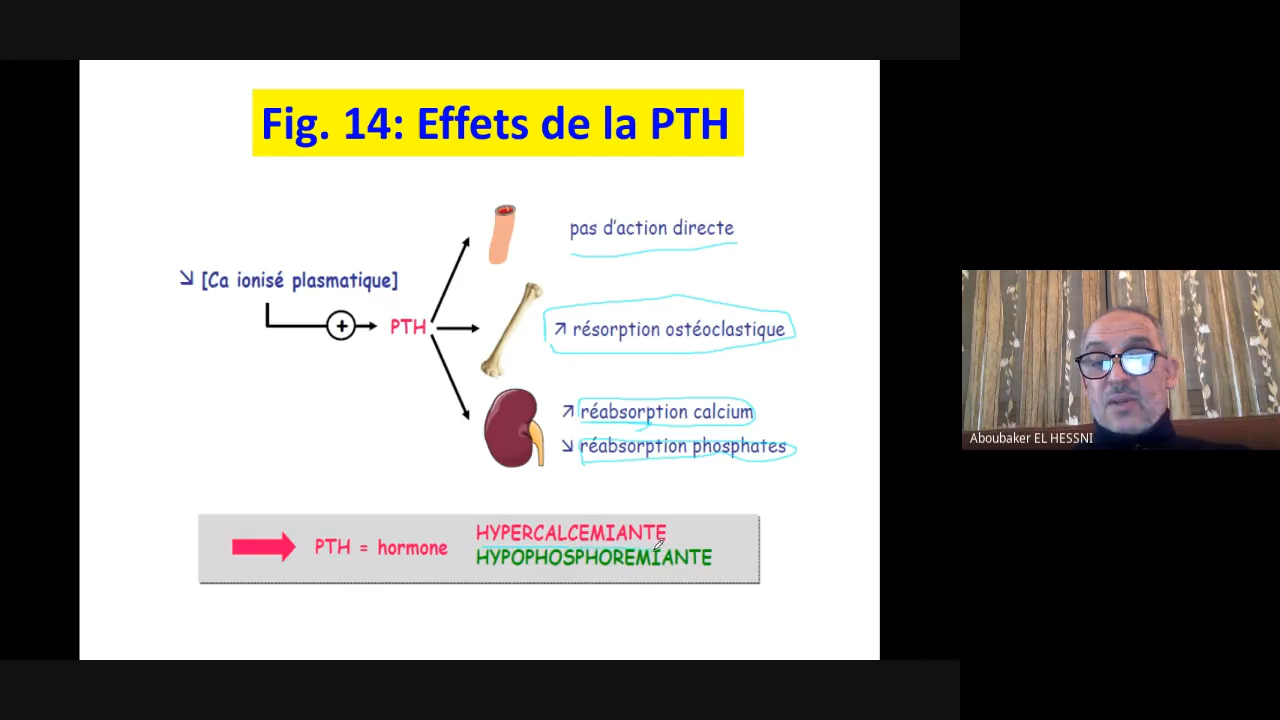 Fig. 14: Effets de la PTH
pas d'action directe
↘ [Ca ionisé plasmatique]
+
PTH
↗ résorption ostéoclastique
↗ réabsorption calcium
↘ réabsorption phosphates
PTH = hormone
HYPERCALCEMIANTE
HYPOPHOSPHOREMIANTE
Aboubaker EL HESSNI